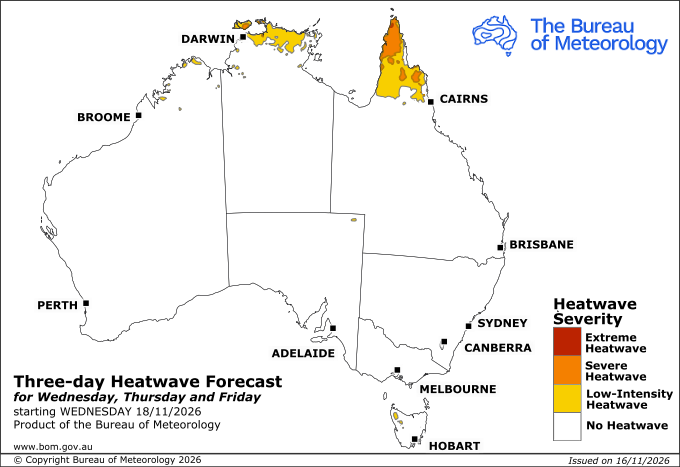 The Bureau
of Meteorology
DARWIN
CAIRNS
BROOME
BRISBANE
PERTH
SYDNEY
CANBERRA
ADELAIDE
MELBOURNE
HOBART
Heatwave
Severity
Extreme
Heatwave
Severe
Heatwave
Low-Intensity
Heatwave
No Heatwave
Three-day Heatwave Forecast
for Wednesday, Thursday and Friday
starting WEDNESDAY 18/11/2026
Product of the Bureau of Meteorology
www.bom.gov.au
© Copyright Bureau of Meteorology 2026
Issued on 16/11/2026